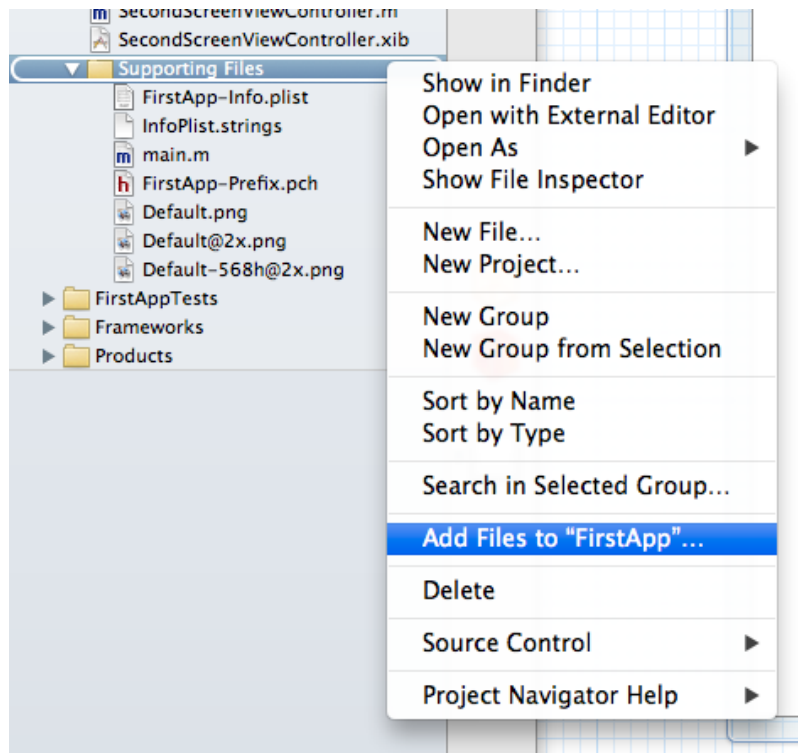 SecondScreenViewController.m
SecondScreenViewController.xib
Supporting Files
FirstApp-Info.plist
InfoPlist.strings
main.m
FirstApp-Prefix.pch
Default.png
Default@2x.png
Default-568h@2x.png
FirstAppTests
Frameworks
Products
Show in Finder
Open with External Editor
Open As
Show File Inspector
New File...
New Project...
New Group
New Group from Selection
Sort by Name
Sort by Type
Search in Selected Group...
Add Files to “FirstApp”...
Delete
Source Control
Project Navigator Help